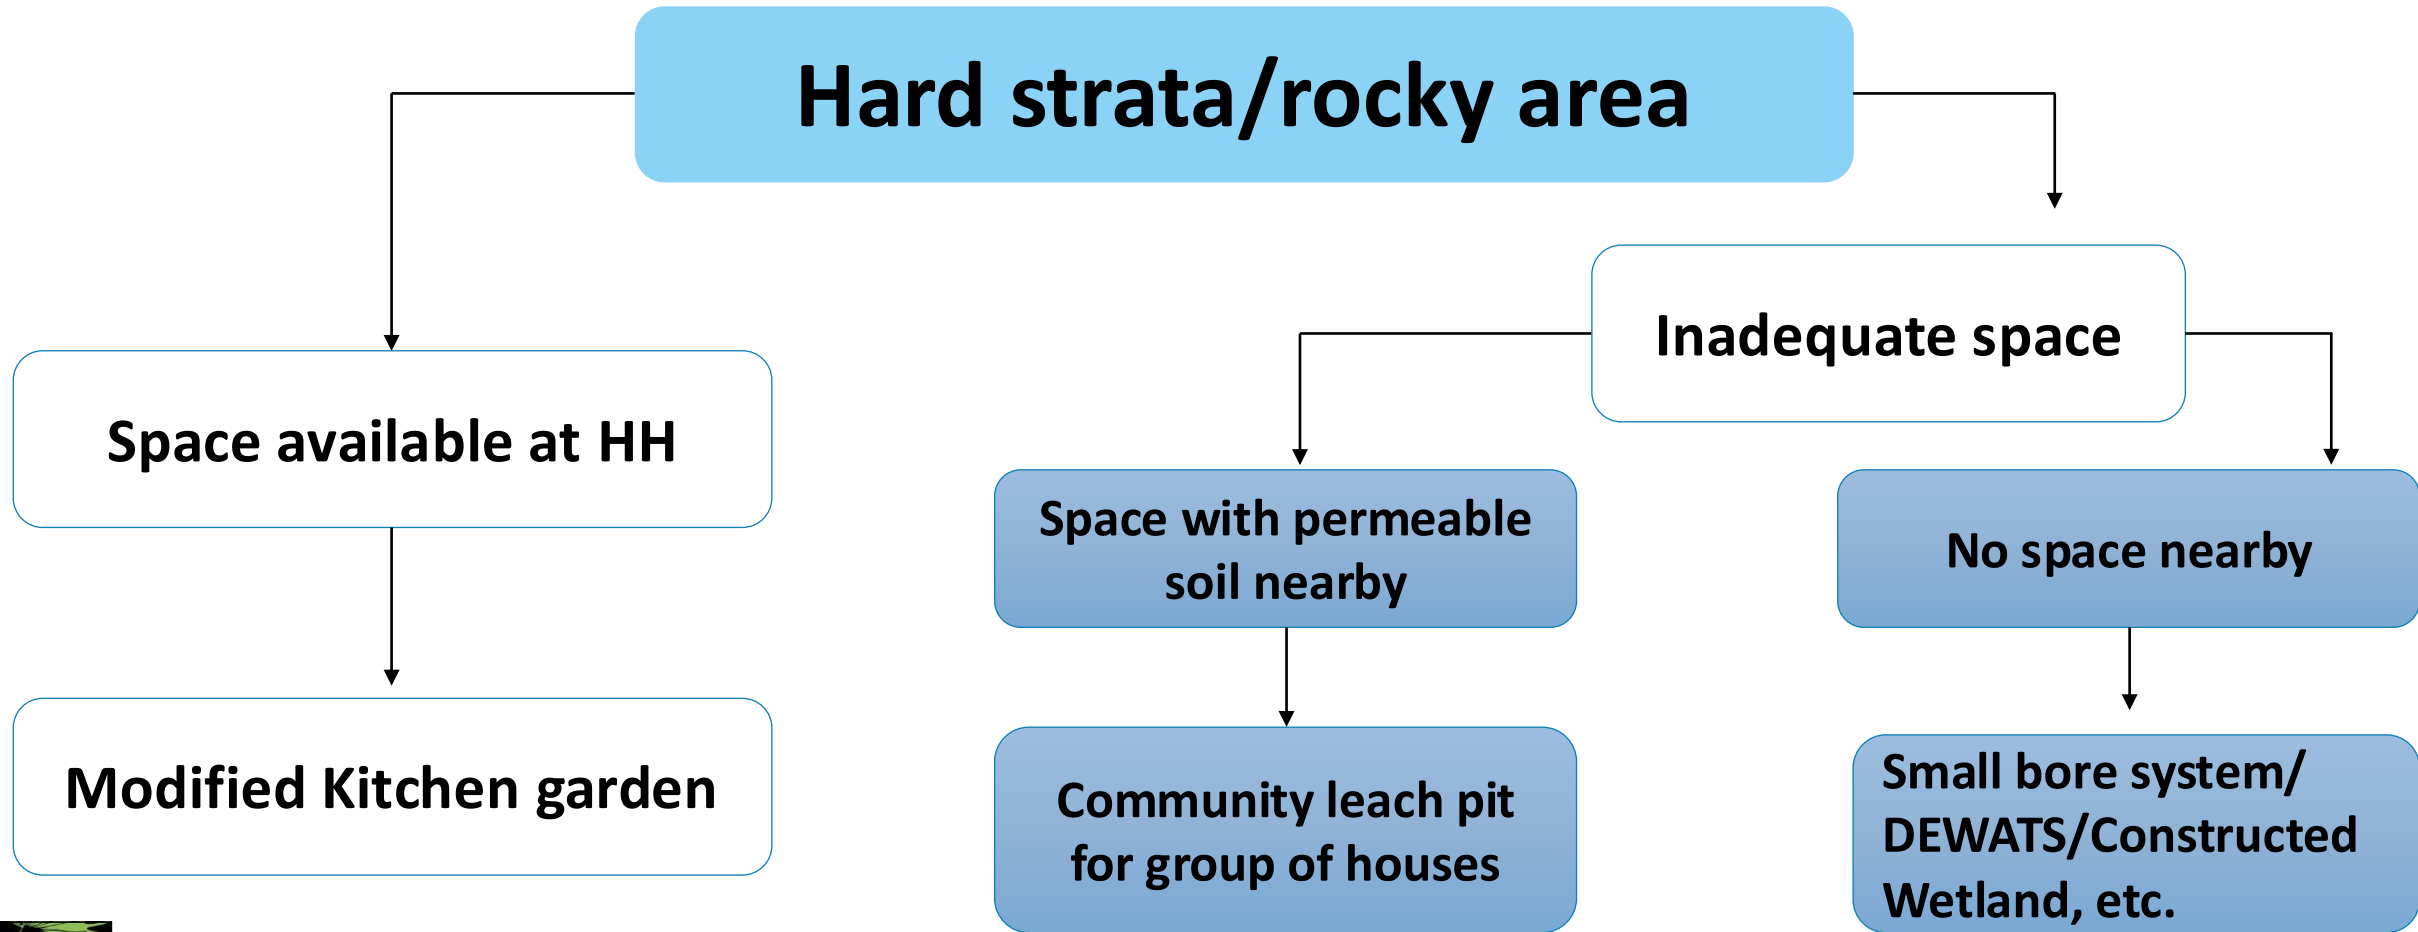 Hard strata/rocky area
Inadequate space
Space available at HH
Space with permeable
soil nearby
No space nearby
Modified Kitchen garden
Community leach pit
for group of houses
Small bore system/
DEWATS/Constructed
Wetland, etc.